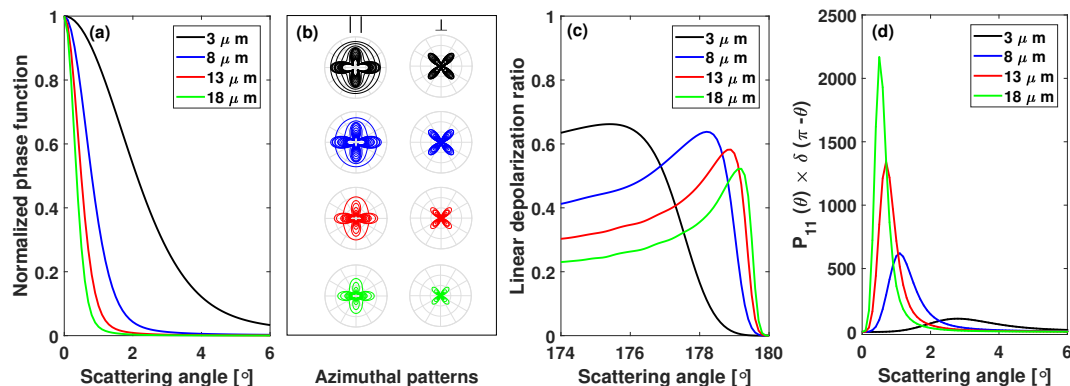 Normalized phase function
1
0.8
0.6
0.4
0.2
0
0 2 4 6
Scattering angle [°]
(a)
3 μ m
8 μ m
13 μ m
18 μ m
(b)
| | ⊥
Azimuthal patterns
Linear depolarization ratio
1
0.8
0.6
0.4
0.2
0
174 176 178 180
Scattering angle [°]
(c)
3 μ m
8 μ m
13 μ m
18 μ m
P11 (θ) × δ (π -θ)
2500
2000
1500
1000
500
0
0 2 4 6
Scattering angle [°]
(d)
3 μ m
8 μ m
13 μ m
18 μ m